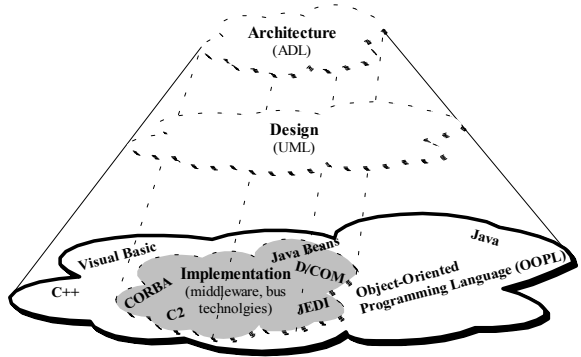 Architecture
(ADL)
Design
(UML)
Java
Visual Basic
Java Beans
Implementation
D/COM
Object-Oriented
Programming Language (OOPL)
C++
CORBA
(middleware, bus
technolgies)
C2
JEDI